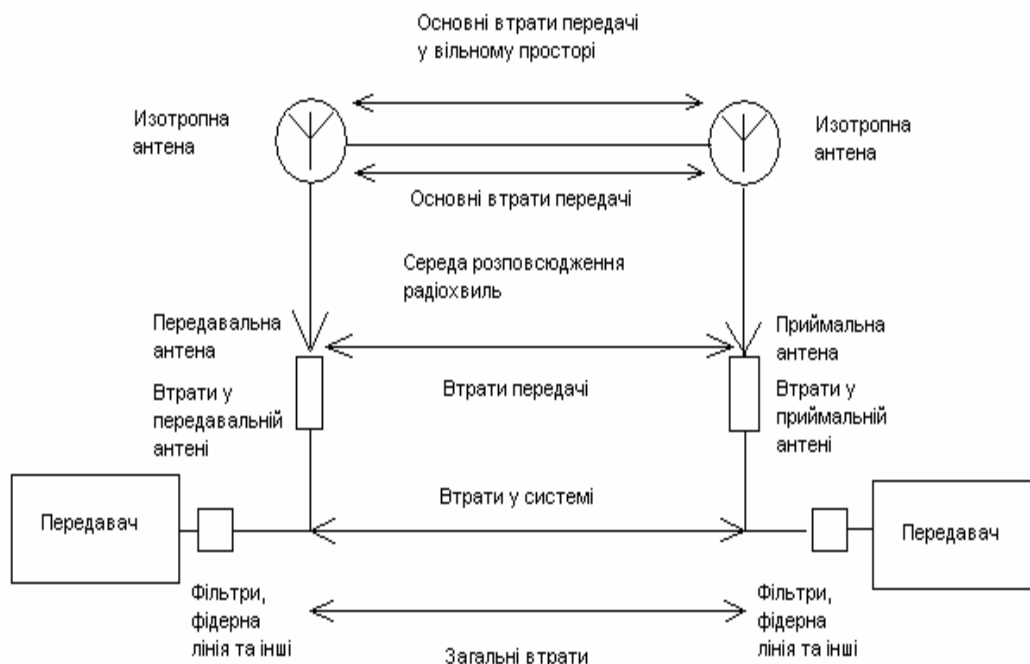 Основні втрати передачі
у вільному просторі
Изотропна
антена
Изотропна
антена
Основні втрати передачі
Середа розповсюдження
радіохвиль
Передавальна
антена
Приймальна
антена
Втрати у
передавальній
антені
Втрати передачі
Втрати у
приймальній
антені
Передавач
Втрати у системі
Передавач
Фільтри,
фідерна
лінія та інші
Фільтри,
фідерна
лінія та інші
Загальні втрати